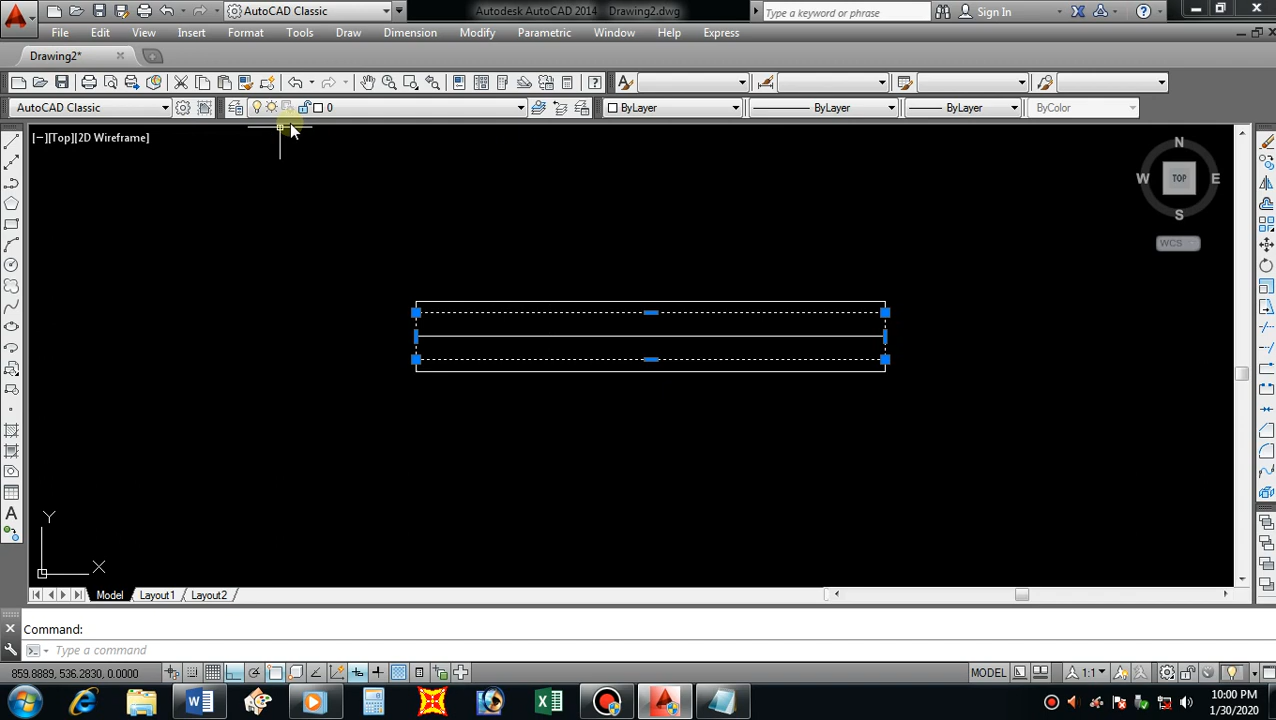 AutoCAD Classic
Autodesk AutoCAD 2014 Drawing2.dwg
Type a keyword or phrase
Sign In
File Edit View Insert Format Tools Draw Dimension Modify Parametric Window Help Express
Drawing2*
AutoCAD Classic
0
ByLayer
ByLayer
ByLayer
ByColor
[−][Top][2D Wireframe]
N
W TOP E
S
WCS
Y
X
Model Layout1 Layout2
Command:
Type a command
859.8889, 536.2830, 0.0000
MODEL
1:1
10:00 PM
1/30/2020